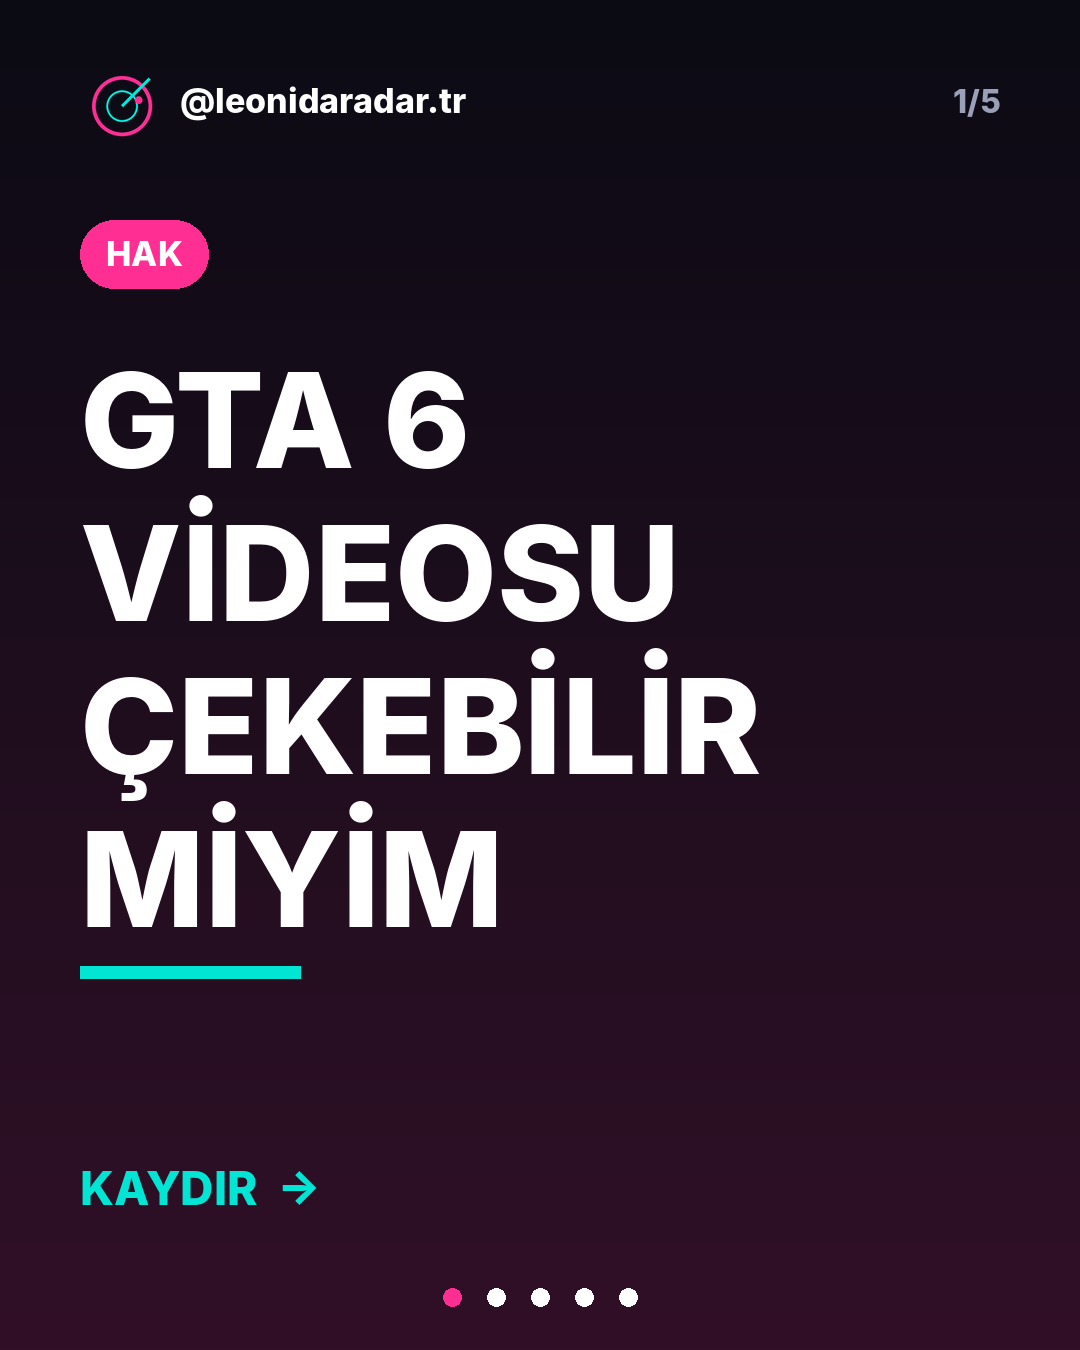 @leonidaradar.tr
1/5
HAK
GTA 6
VİDEOSU
ÇEKEBİLİR
MİYİM
KAYDIR →